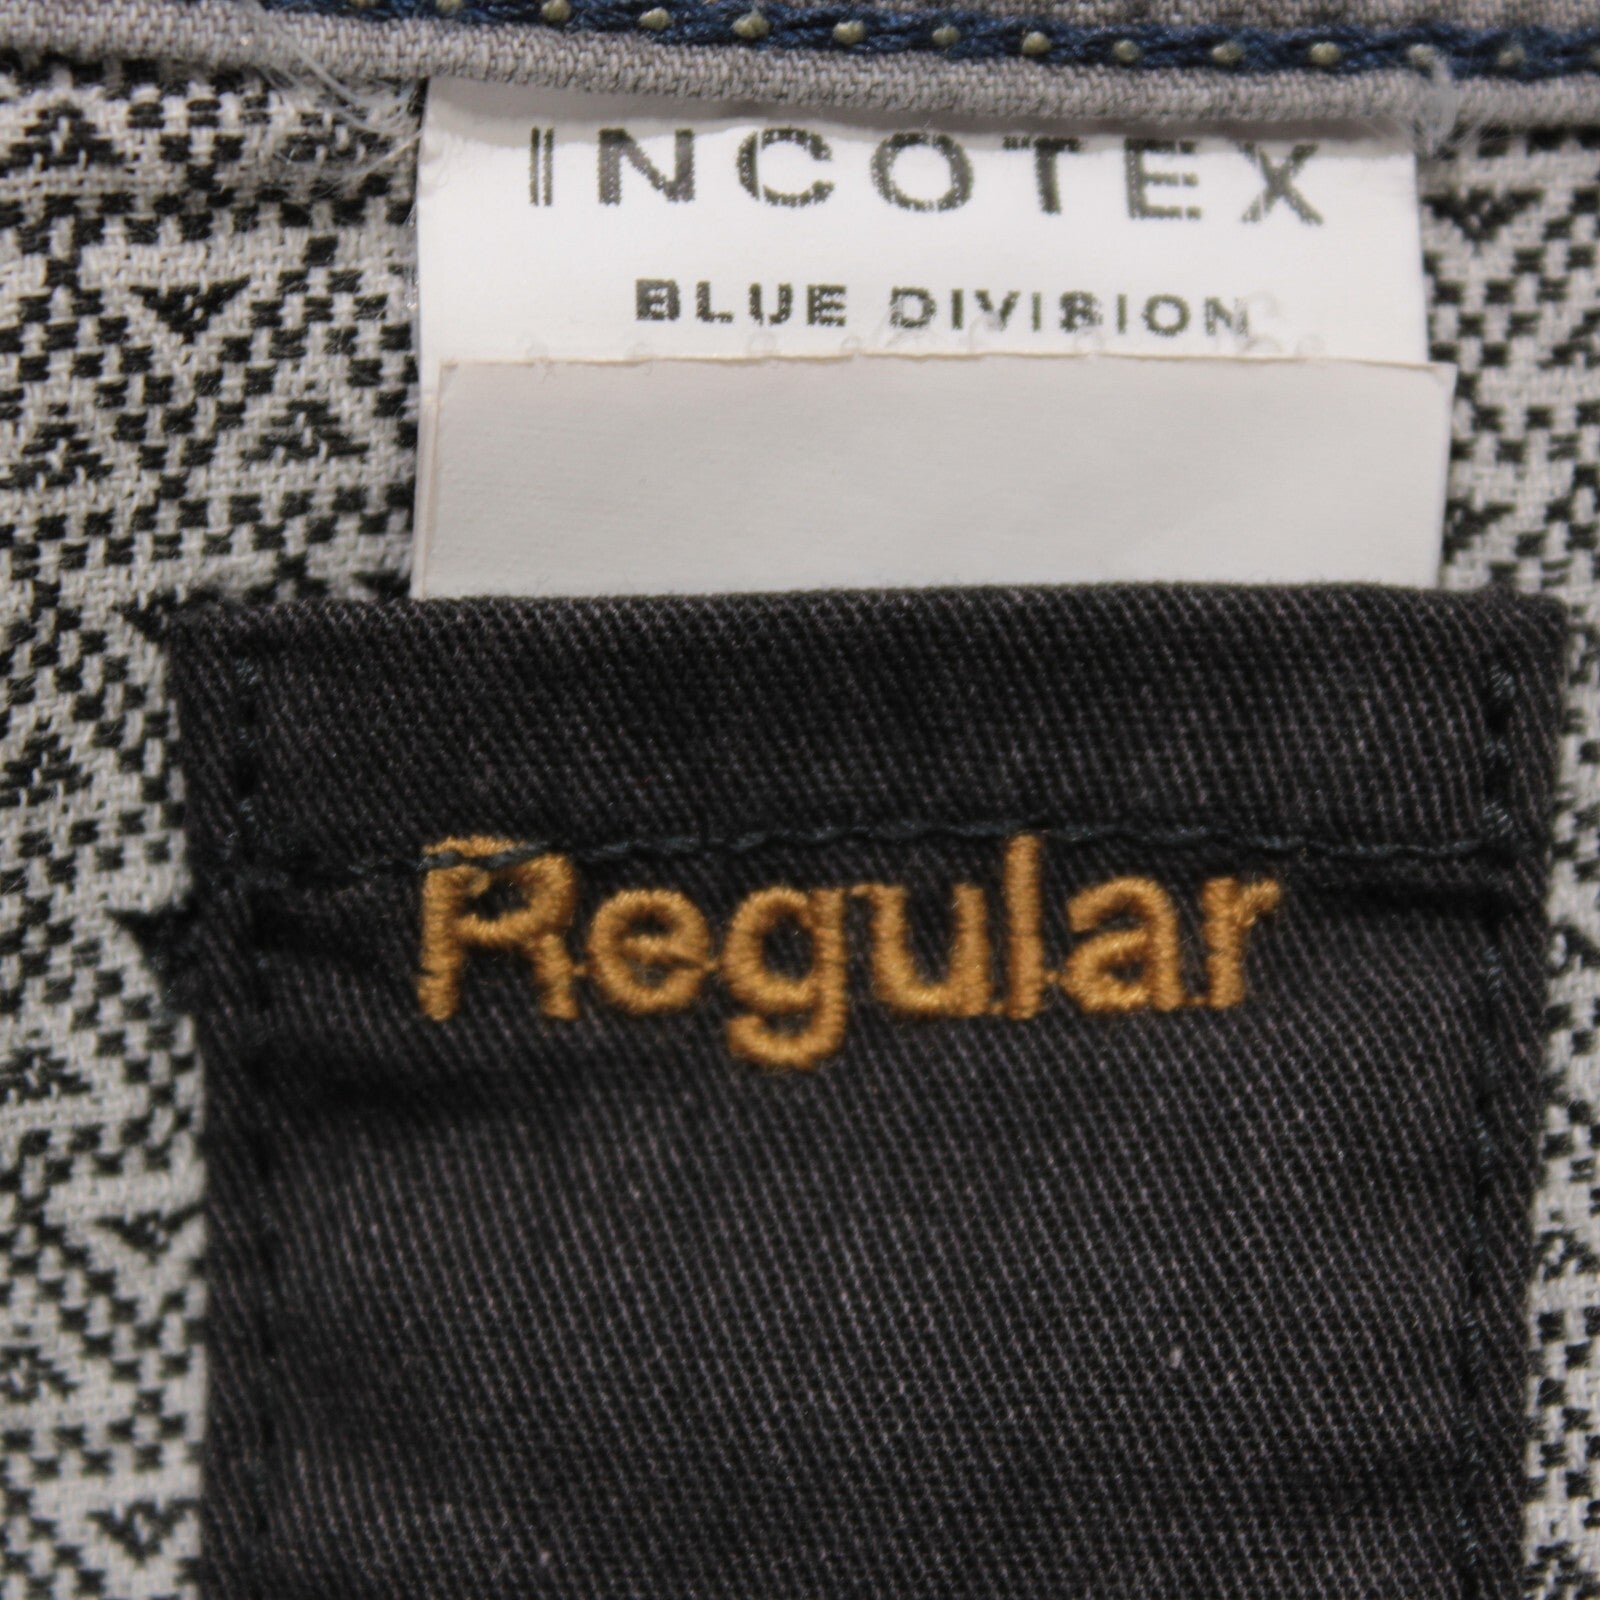 INCOTEX
BLUE DIVISION
Regular